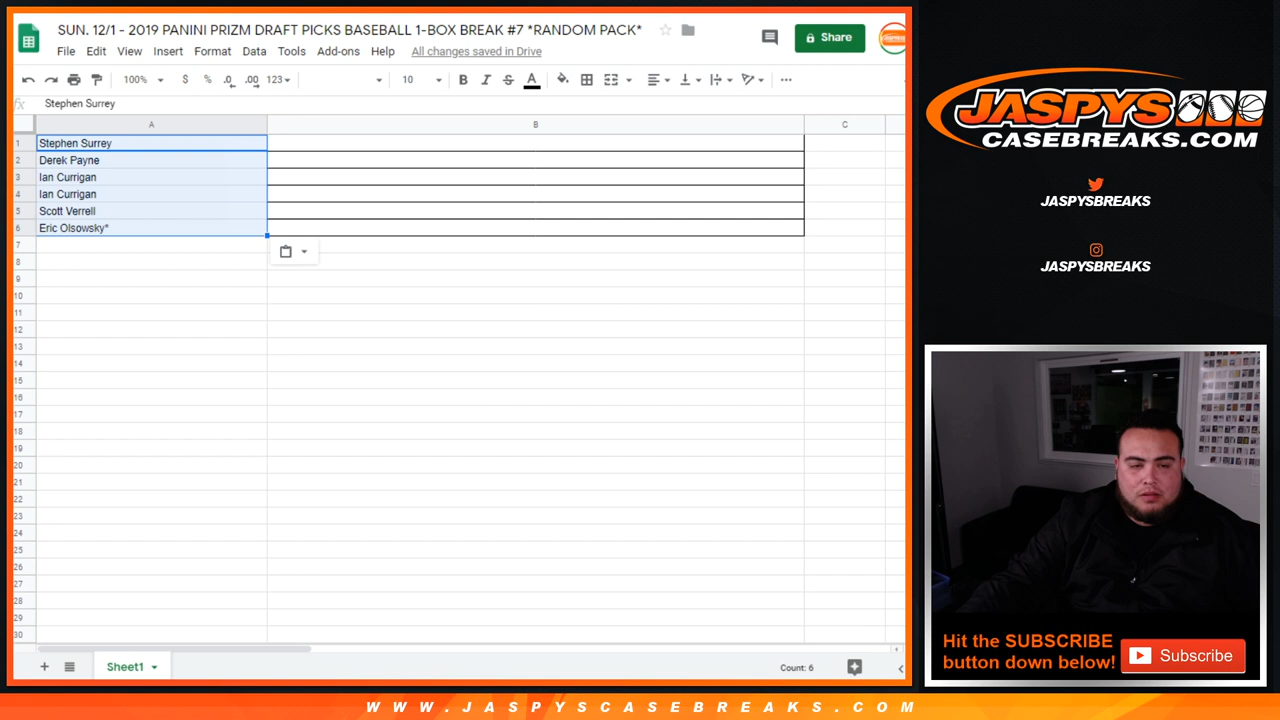 SUN. 12/1 - 2019 PANINI PRIZM DRAFT PICKS BASEBALL 1-BOX BREAK #7 *RANDOM PACK*
File Edit View Insert Format Data Tools Add-ons Help All changes saved in Drive
Share
100% $ % .0 .00 123 10 B I S A
fx Stephen Surrey
A B C
1 Stephen Surrey
2 Derek Payne
3 Ian Currigan
4 Ian Currigan
5 Scott Verrell
6 Eric Olsowsky*
7
8
9
10
11
12
13
14
15
16
17
18
19
20
21
22
23
24
25
26
27
28
29
30
Sheet1
Count: 6
JASPYS
CASEBREAKS.COM
JASPYSBREAKS
JASPYSBREAKS
Hit the SUBSCRIBE
button down below!
Subscribe
WWW.JASPYSCASEBREAKS.COM